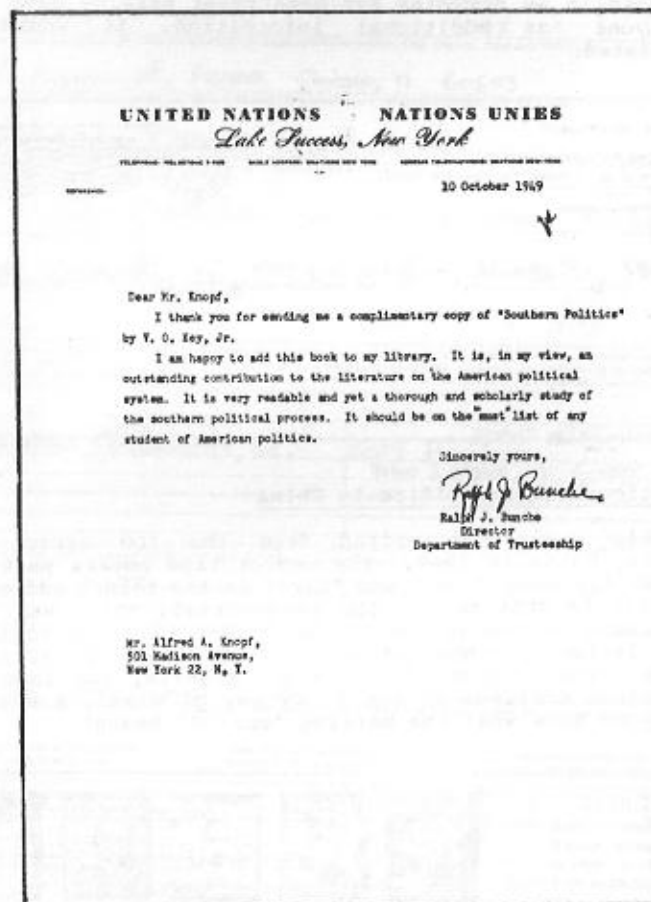 UNITED NATIONS NATIONS UNIES
Lake Success, New York
10 October 1949
Dear Mr. Knopf,
I thank you for sending me a complimentary copy of "Southern Politics"
by V. O. Key, Jr.
I am happy to add this book to my library. It is, in my view, an
outstanding contribution to the literature on the American political
system. It is very readable and yet a thorough and scholarly study of
the southern political process. It should be on the "must" list of any
student of American politics.
Sincerely yours,
Ralph J. Bunche
Ralph J. Bunche
Director
Department of Trusteeship
Mr. Alfred A. Knopf,
501 Madison Avenue,
New York 22, N. Y.